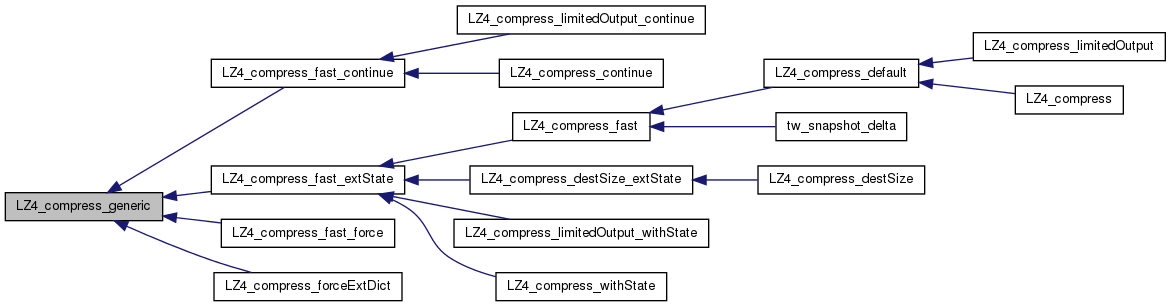 LZ4_compress_limitedOutput_continue
LZ4_compress_limitedOutput
LZ4_compress_fast_continue
LZ4_compress_continue
LZ4_compress_default
LZ4_compress
LZ4_compress_fast
tw_snapshot_delta
LZ4_compress_fast_extState
LZ4_compress_destSize_extState
LZ4_compress_destSize
LZ4_compress_generic
LZ4_compress_fast_force
LZ4_compress_limitedOutput_withState
LZ4_compress_forceExtDict
LZ4_compress_withState